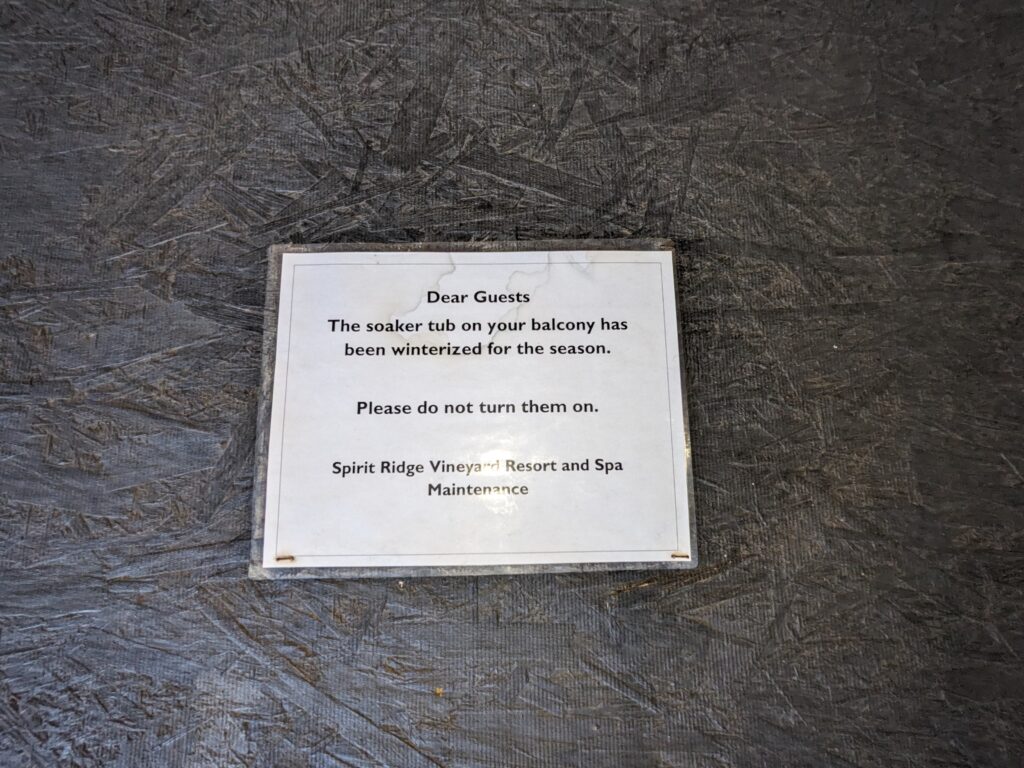 Dear Guests
The soaker tub on your balcony has
been winterized for the season.
Please do not turn them on.
Spirit Ridge Vineyard Resort and Spa
Maintenance